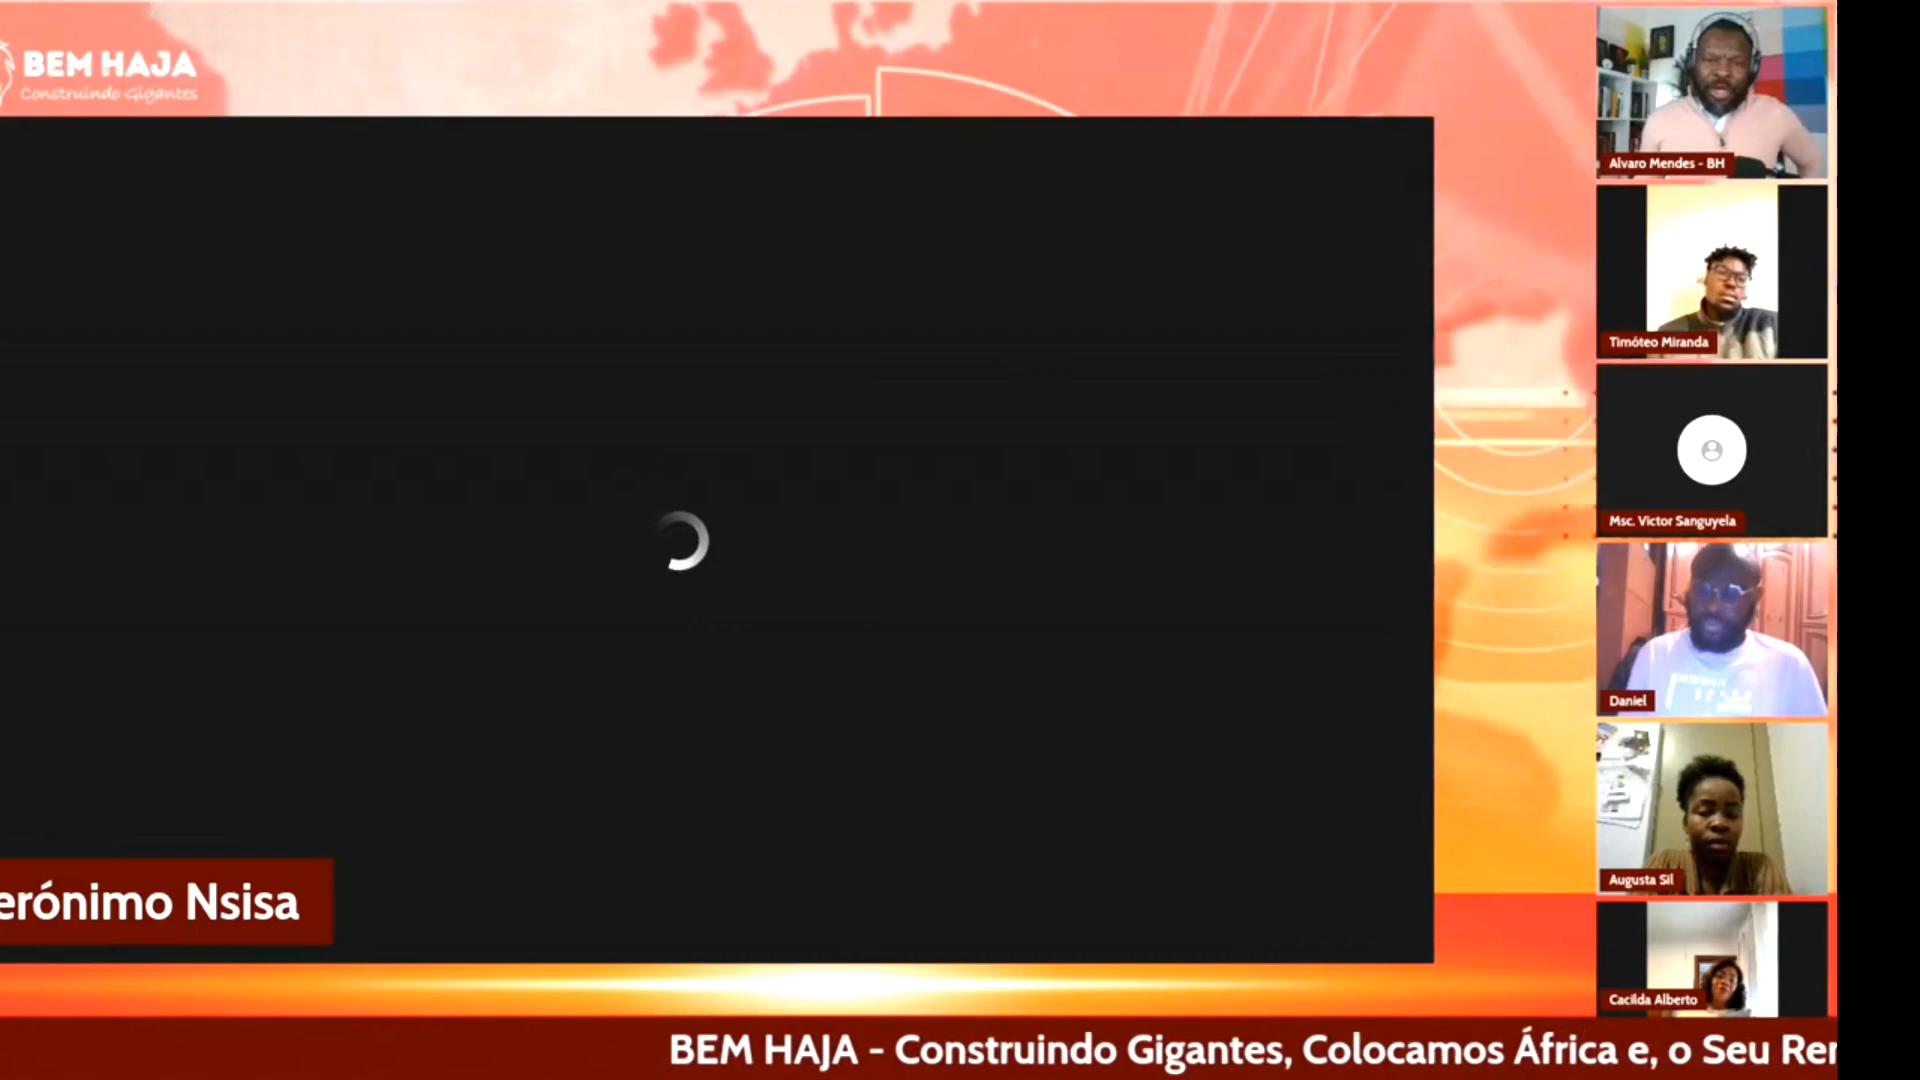 BEM HAJA
Construindo Gigantes
Alvaro Mendes - BH
Timóteo Miranda
Msc. Victor Sanguyela
Daniel
Augusta Sil
Cacilda Alberto
erónimo Nsisa
BEM HAJA - Construindo Gigantes, Colocamos África e, o Seu Ren